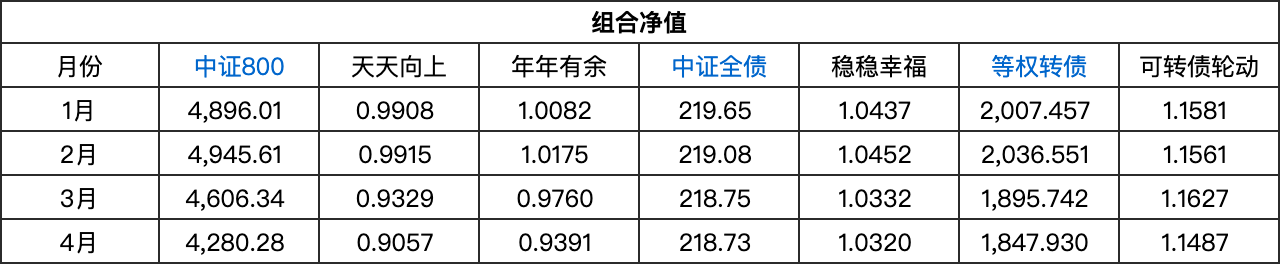 组合净值
月份 中证800 天天向上 年年有余 中证全债 稳稳幸福 等权转债 可转债轮动
1月 4,896.01 0.9908 1.0082 219.65 1.0437 2,007.457 1.1581
2月 4,945.61 0.9915 1.0175 219.08 1.0452 2,036.551 1.1561
3月 4,606.34 0.9329 0.9760 218.75 1.0332 1,895.742 1.1627
4月 4,280.28 0.9057 0.9391 218.73 1.0320 1,847.930 1.1487